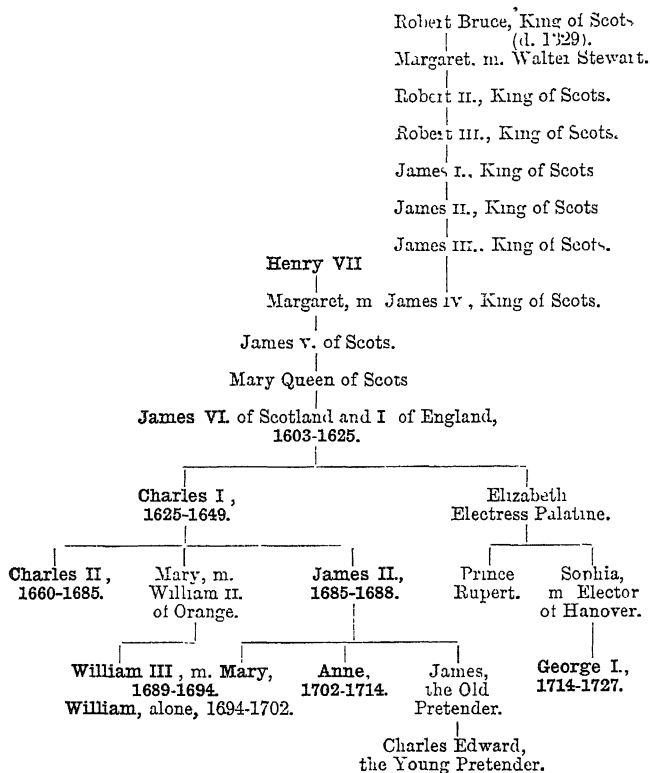 Robert Bruce, King of Scots
(d. 1329).
Margaret. m. Walter Stewart.
Robert II., King of Scots.
Robert III., King of Scots.
James I., King of Scots
James II., King of Scots
James III., King of Scots.
Henry VII
Margaret, m James IV, King of Scots.
James V. of Scots.
Mary Queen of Scots
James VI. of Scotland and I of England,
1603-1625.
Charles I,
1625-1649.
Elizabeth
Electress Palatine.
Charles II,
1660-1685.
Mary, m.
William II.
of Orange.
James II.,
1685-1688.
Prince
Rupert.
Sophia,
m Elector
of Hanover.
William III, m. Mary,
1689-1694.
William, alone, 1694-1702.
Anne,
1702-1714.
James,
the Old
Pretender.
George I.,
1714-1727.
Charles Edward,
the Young Pretender.